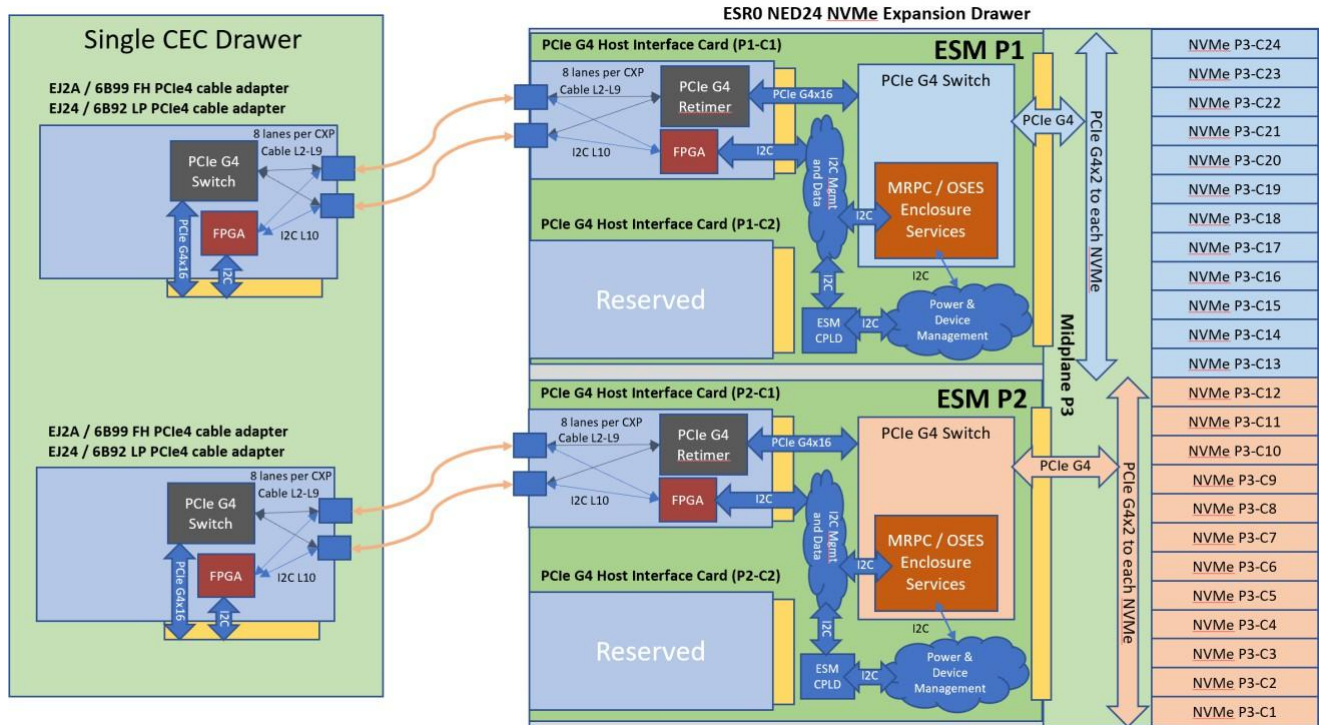 ESR0 NED24 NVMe Expansion Drawer
Single CEC Drawer
EJ2A / 6B99 FH PCIe4 cable adapter
EJ24 / 6B92 LP PCIe4 cable adapter
8 lanes per CXP
Cable L2-L9
PCIe G4
Switch
FPGA
I2C L10
PCIe G4x16
I2C
EJ2A / 6B99 FH PCIe4 cable adapter
EJ24 / 6B92 LP PCIe4 cable adapter
8 lanes per CXP
Cable L2-L9
PCIe G4
Switch
FPGA
I2C L10
PCIe G4x16
I2C
PCIe G4 Host Interface Card (P1-C1)
ESM P1
8 lanes per CXP
Cable L2-L9
PCIe G4
Retimer
PCIe G4x16
PCIe G4 Switch
FPGA
I2C
I2C L10
I2C Mgmt
and Data
MRPC / OSES
Enclosure
Services
I2C
PCIe G4 Host Interface Card (P1-C2)
Reserved
I2C
I2C
ESM
CPLD
I2C
Power &
Device
Management
PCIe G4
PCIe G4 Host Interface Card (P2-C1)
ESM P2
8 lanes per CXP
Cable L2-L9
PCIe G4
Retimer
PCIe G4x16
PCIe G4 Switch
FPGA
I2C
I2C L10
I2C Mgmt
and Data
MRPC / OSES
Enclosure
Services
I2C
PCIe G4 Host Interface Card (P2-C2)
Reserved
I2C
I2C
ESM
CPLD
I2C
Power &
Device
Management
PCIe G4
Midplane P3
PCIe G4x2 to each NVMe
PCIe G4x2 to each NVMe
NVMe P3-C24
NVMe P3-C23
NVMe P3-C22
NVMe P3-C21
NVMe P3-C20
NVMe P3-C19
NVMe P3-C18
NVMe P3-C17
NVMe P3-C16
NVMe P3-C15
NVMe P3-C14
NVMe P3-C13
NVMe P3-C12
NVMe P3-C11
NVMe P3-C10
NVMe P3-C9
NVMe P3-C8
NVMe P3-C7
NVMe P3-C6
NVMe P3-C5
NVMe P3-C4
NVMe P3-C3
NVMe P3-C2
NVMe P3-C1